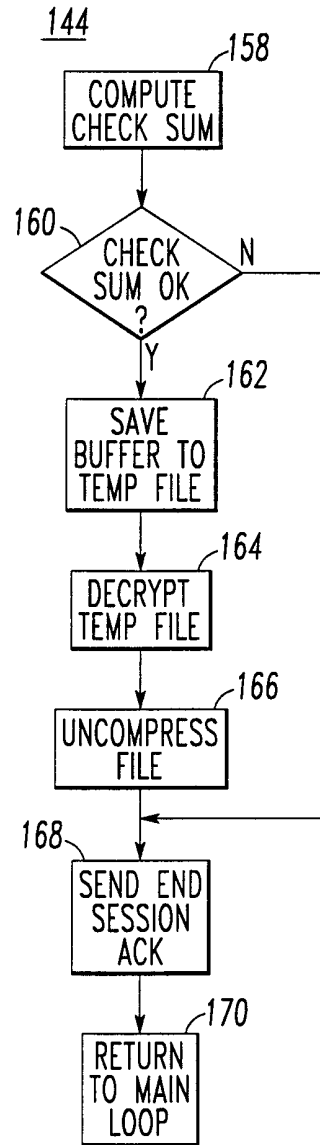 144
158
COMPUTE
CHECK SUM
160
CHECK
SUM OK
?
N
Y
162
SAVE
BUFFER TO
TEMP FILE
164
DECRYPT
TEMP FILE
166
UNCOMPRESS
FILE
168
SEND END
SESSION
ACK
170
RETURN
TO MAIN
LOOP